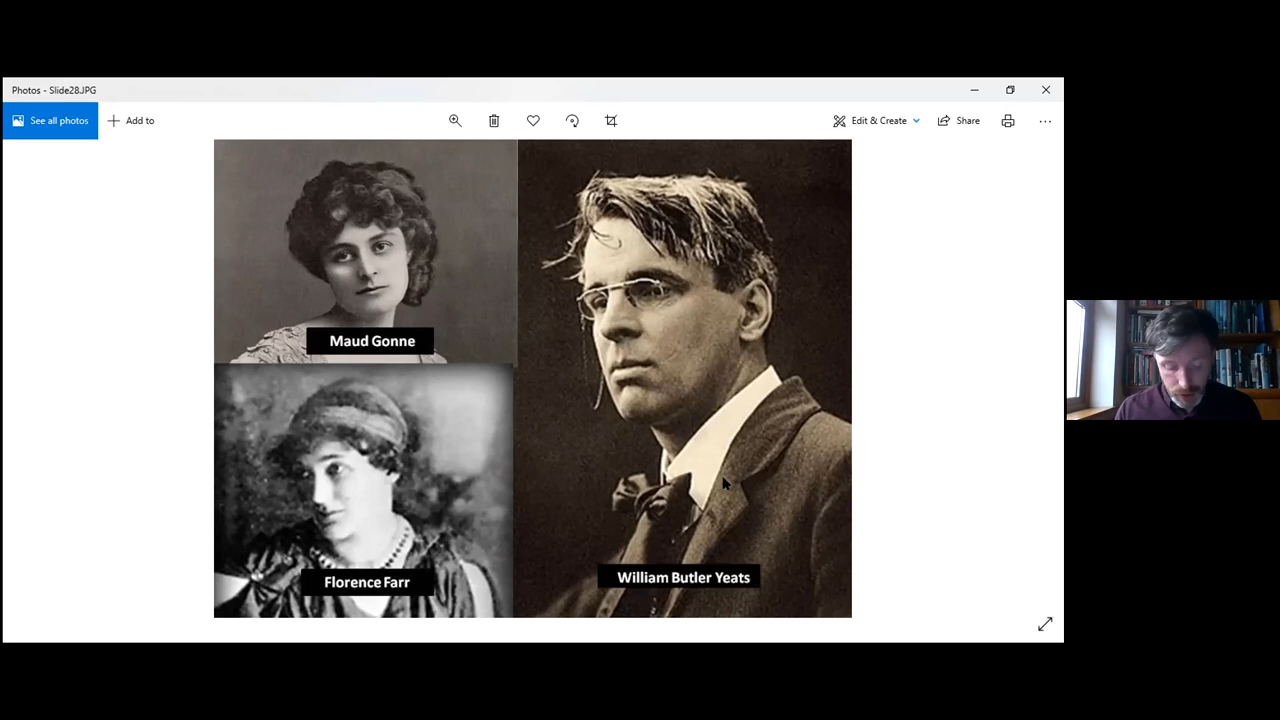 Photos - Slide28.JPG
See all photos
Add to
Edit & Create
Share
Maud Gonne
Florence Farr
William Butler Yeats